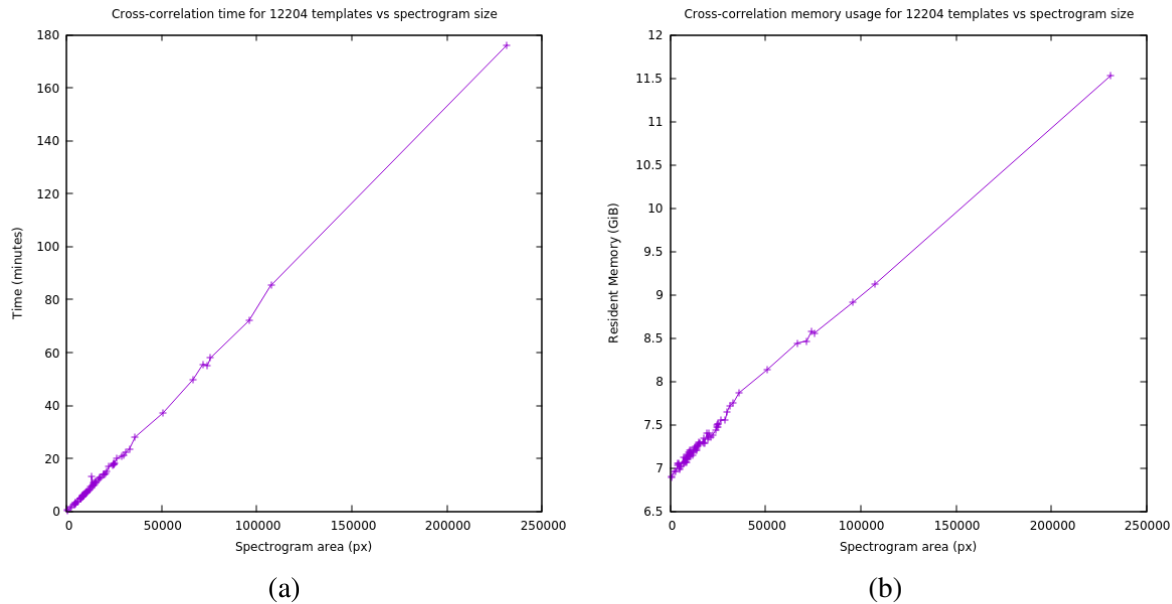 Cross-correlation time for 12204 templates vs spectrogram size
180
160
140
120
100
80
60
40
20
0
Time (minutes)
0 50000 100000 150000 200000 250000
Spectrogram area (px)
(a)
Cross-correlation memory usage for 12204 templates vs spectrogram size
12
11.5
11
10.5
10
9.5
9
8.5
8
7.5
7
6.5
Resident Memory (GiB)
0 50000 100000 150000 200000 250000
Spectrogram area (px)
(b)